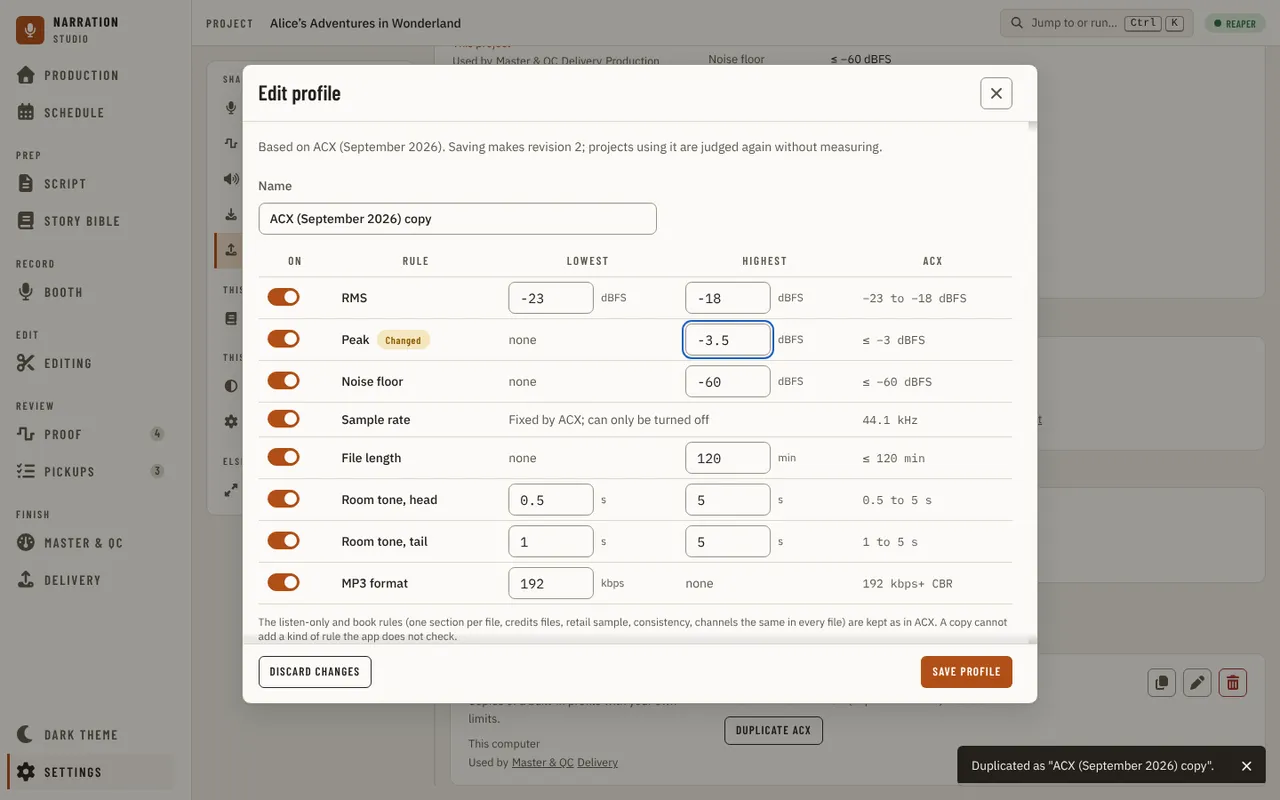 NARRATION
STUDIO
PROJECT Alice's Adventures in Wonderland
Jump to or run... Ctrl K
REAPER
PRODUCTION
SCHEDULE
PREP
SCRIPT
STORY BIBLE
RECORD
BOOTH
EDIT
EDITING
REVIEW
PROOF 4
PICKUPS 3
FINISH
MASTER & QC
DELIVERY
DARK THEME
SETTINGS
Used by Master & QC Delivery Production
Noise floor ≤ −60 dBFS
Edit profile
Based on ACX (September 2026). Saving makes revision 2; projects using it are judged again without measuring.
Name
ACX (September 2026) copy
ON RULE LOWEST HIGHEST ACX
RMS -23 dBFS -18 dBFS −23 to −18 dBFS
Peak Changed none -3.5 dBFS ≤ −3 dBFS
Noise floor none -60 dBFS ≤ −60 dBFS
Sample rate Fixed by ACX; can only be turned off 44.1 kHz
File length none 120 min ≤ 120 min
Room tone, head 0.5 s 5 s 0.5 to 5 s
Room tone, tail 1 s 5 s 1 to 5 s
MP3 format 192 kbps none 192 kbps+ CBR
The listen-only and book rules (one section per file, credits files, retail sample, consistency, channels the same in every file) are kept as in ACX. A copy cannot
add a kind of rule the app does not check.
DISCARD CHANGES
SAVE PROFILE
limits.
DUPLICATE ACX
This computer
Used by Master & QC Delivery
Duplicated as "ACX (September 2026) copy".